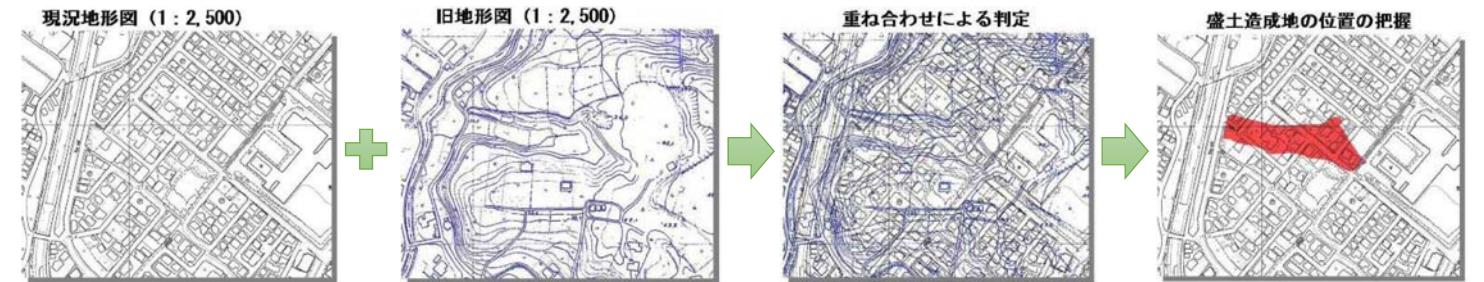 現況地形図（1：2,500）
旧地形図（1：2,500）
重ね合わせによる判定
盛土造成地の位置の把握